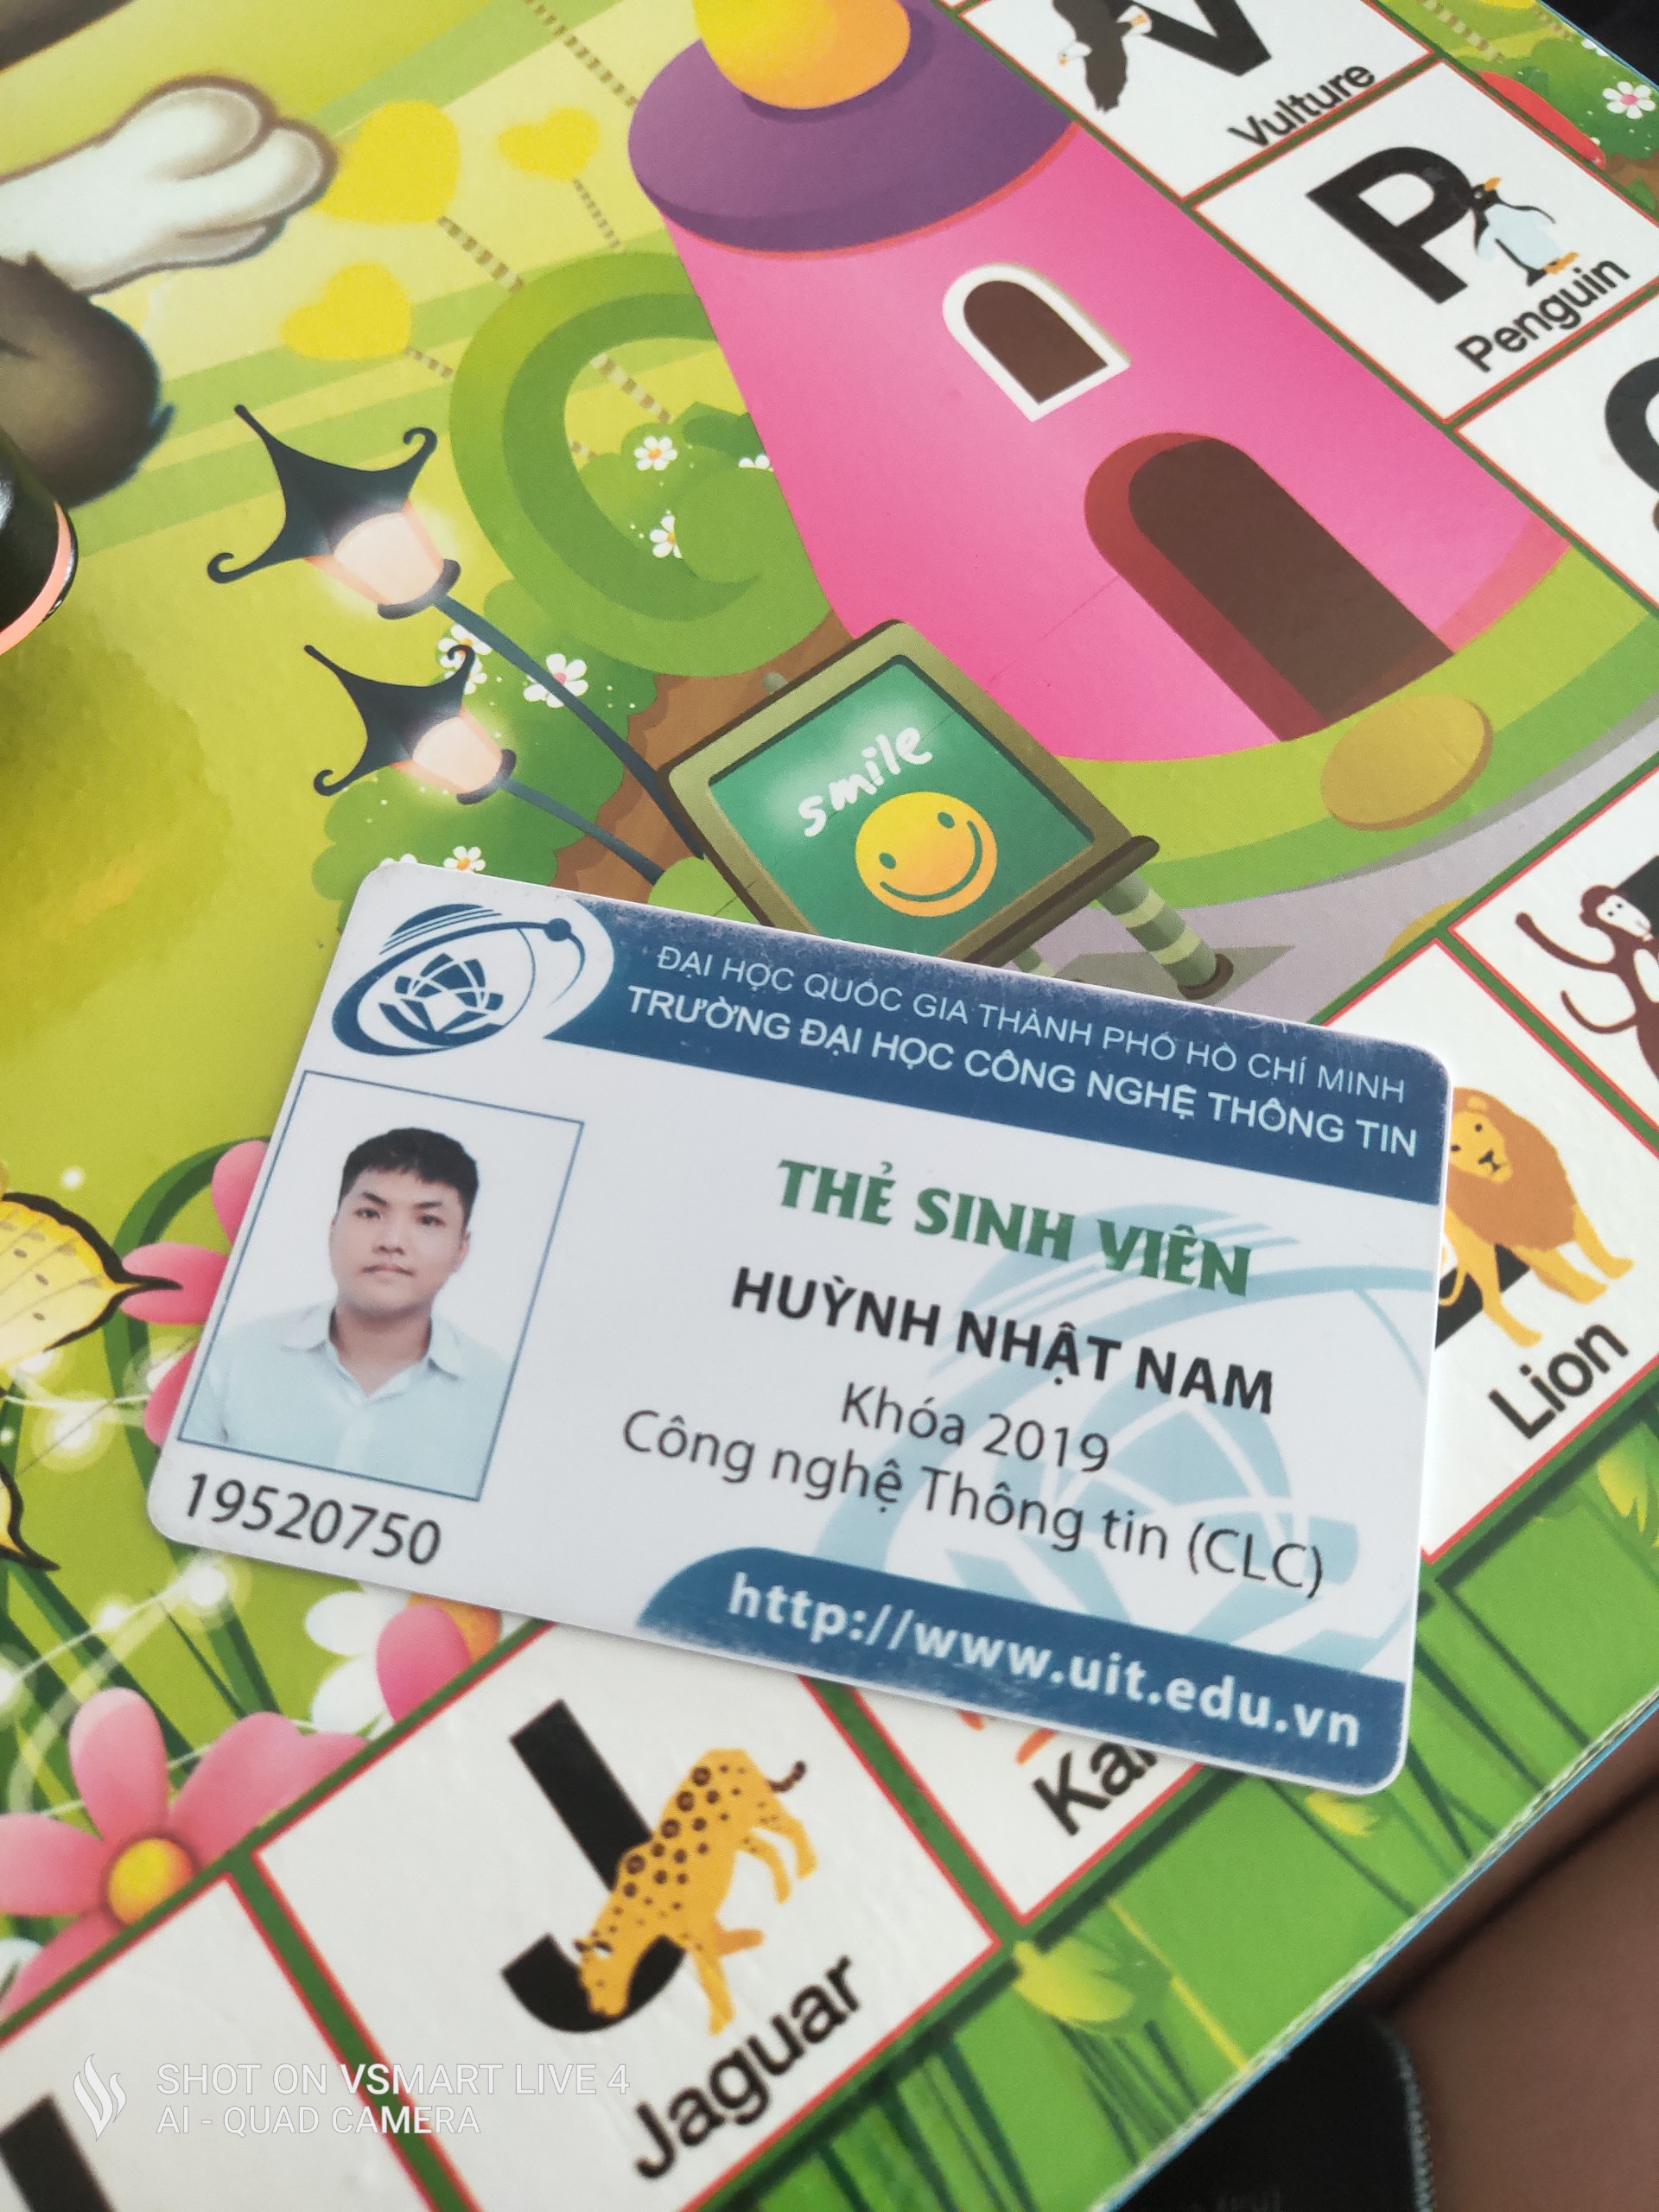 V
Vulture
P
Penguin
smile
ĐẠI HỌC QUỐC GIA THÀNH PHỐ HỒ CHÍ MINH
TRƯỜNG ĐẠI HỌC CÔNG NGHỆ THÔNG TIN
THẺ SINH VIÊN
HUỲNH NHẬT NAM
Khóa 2019
Công nghệ Thông tin (CLC)
19520750
http://www.uit.edu.vn
Lion
J
Jaguar
SHOT ON VSMART LIVE 4
AI - QUAD CAMERA